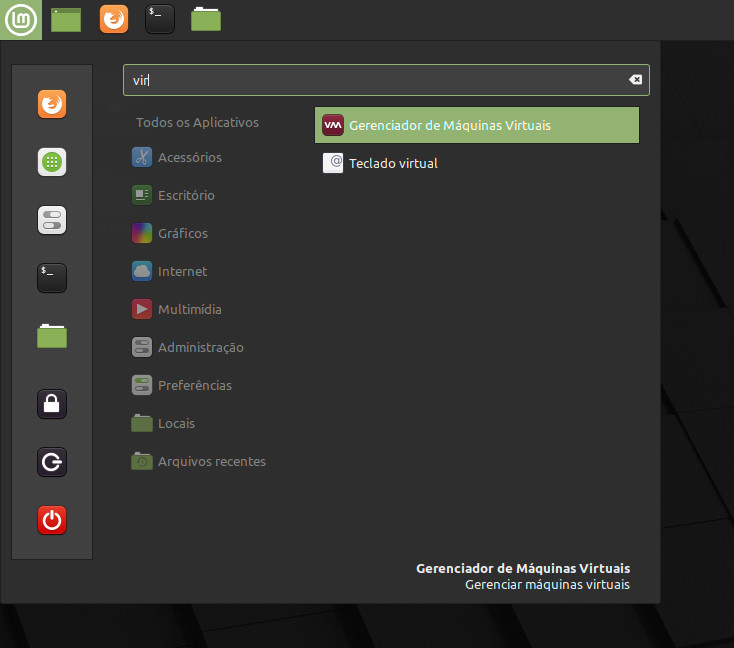 vir
Todos os Aplicativos
Acessórios
Escritório
Gráficos
Internet
Multimídia
Administração
Preferências
Locais
Arquivos recentes
Gerenciador de Máquinas Virtuais
Teclado virtual
Gerenciador de Máquinas Virtuais
Gerenciar máquinas virtuais